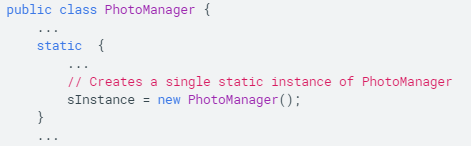 public class PhotoManager {
    ...
    static  {
        ...
        // Creates a single static instance of PhotoManager
        sInstance = new PhotoManager();
    }
    ...